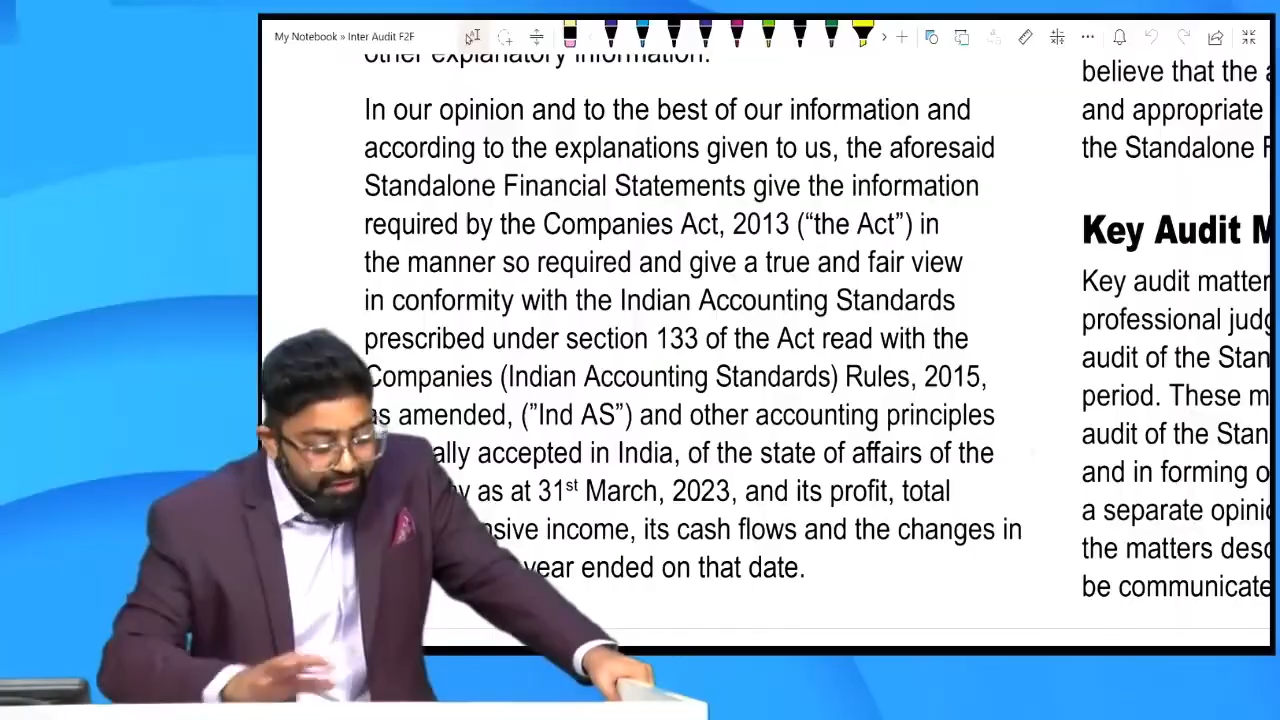 My Notebook » Inter Audit F2F
other explanatory information.
In our opinion and to the best of our information and
according to the explanations given to us, the aforesaid
Standalone Financial Statements give the information
required by the Companies Act, 2013 (“the Act”) in
the manner so required and give a true and fair view
in conformity with the Indian Accounting Standards
prescribed under section 133 of the Act read with the
Companies (Indian Accounting Standards) Rules, 2015,
as amended, (”Ind AS”) and other accounting principles
ally accepted in India, of the state of affairs of the
y as at 31st March, 2023, and its profit, total
nsive income, its cash flows and the changes in
year ended on that date.
believe that the
and appropriate
the Standalone F
Key Audit M
Key audit matter
professional judg
audit of the Stan
period. These m
audit of the Stan
and in forming o
a separate opinio
the matters desc
be communicate